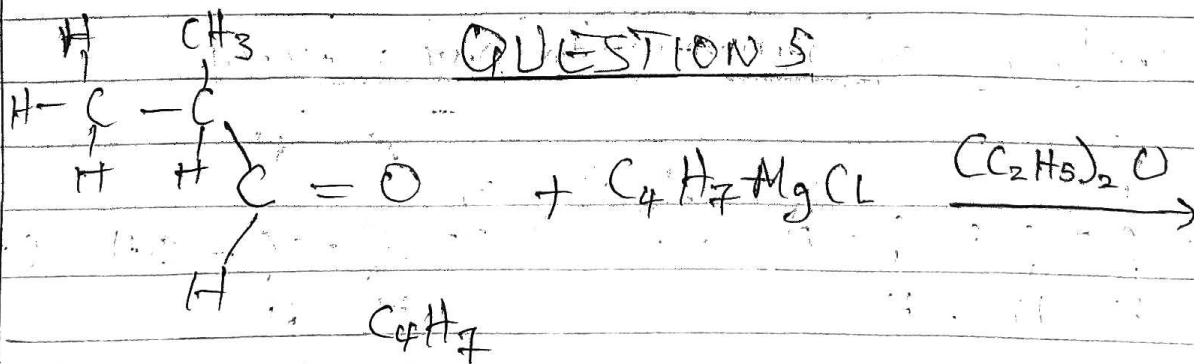 QUESTION 5
H CH3
H - C - C
H H C = O + C4H7MgCl (C2H5)2O →
H
C4H7